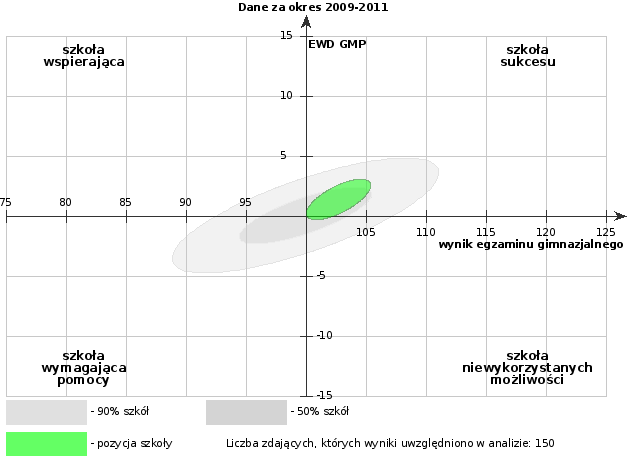 Dane za okres 2009-2011
15
EWD GMP
szkoła
wspierająca
szkoła
sukcesu
10
5
75
80
85
90
95
105
110
115
120
125
wynik egzaminu gimnazjalnego
-5
-10
szkoła
wymagająca
pomocy
szkoła
niewykorzystanych
możliwości
-15
- 90% szkół
- 50% szkół
- pozycja szkoły
Liczba zdających, których wyniki uwzględniono w analizie: 150